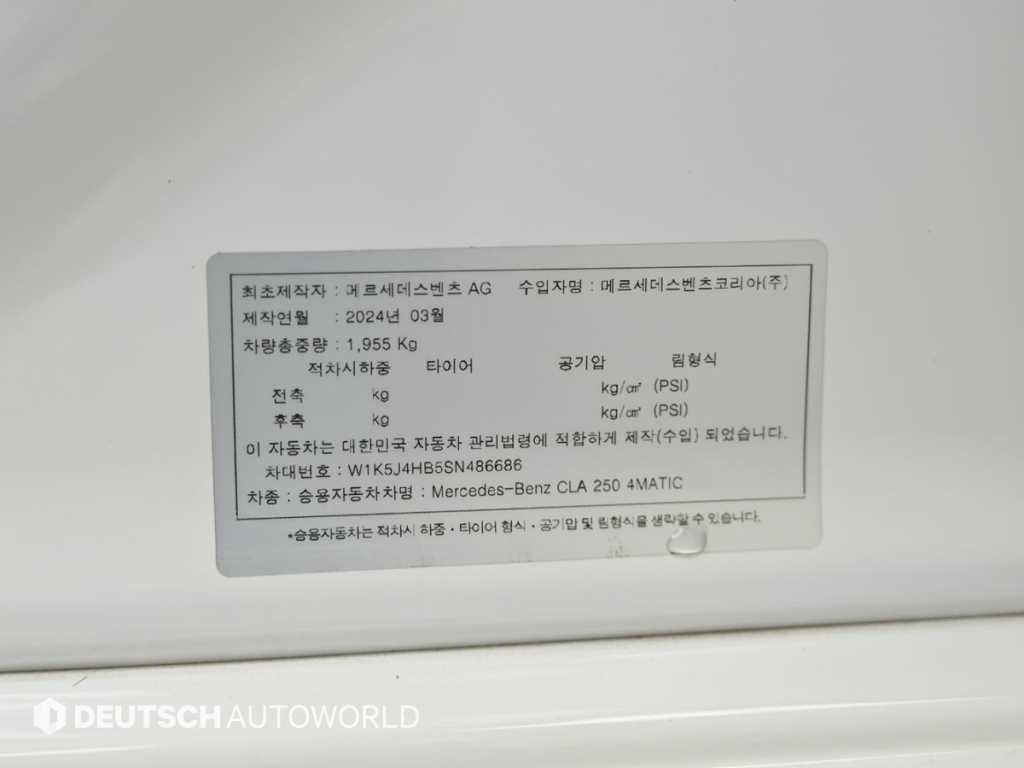 최초제작자 : 메르세데스벤츠 AG 수입자명 : 메르세데스벤츠코리아(주)
제작연월 : 2024년 03월
차량총중량 : 1,955 Kg
적차시하중 타이어 공기압 림형식
전축 kg kg/㎠ (PSI)
후축 kg kg/㎠ (PSI)
이 자동차는 대한민국 자동차 관리법령에 적합하게 제작(수입) 되었습니다.
차대번호 : W1K5J4HB5SN486686
차종 : 승용자동차차명 : Mercedes-Benz CLA 250 4MATIC
*승용자동차는 적차시 하중·타이어 형식·공기압 및 림형식을 생략할 수 있습니다.
DEUTSCH AUTOWORLD